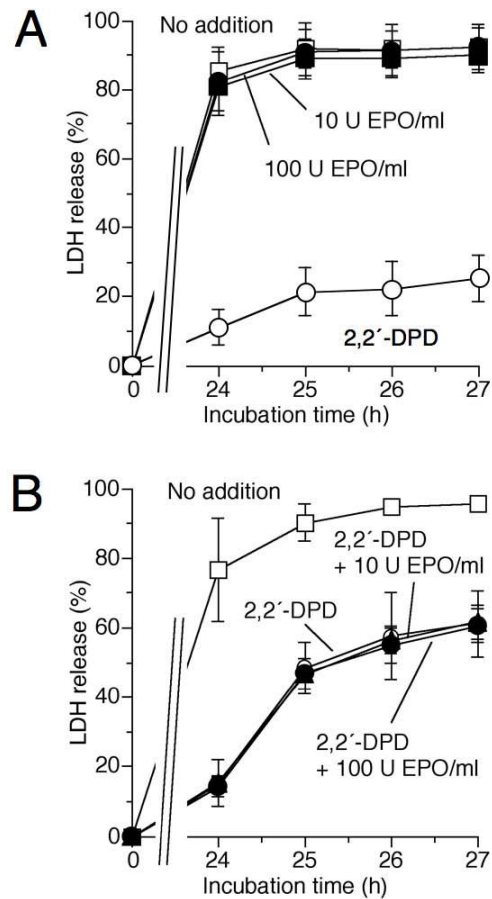 A
No addition
100
80
60
40
20
0
LDH release (%)
10 U EPO/ml
100 U EPO/ml
2,2´-DPD
0 24 25 26 27
Incubation time (h)
B
No addition
100
80
60
40
20
0
LDH release (%)
2,2´-DPD
+ 10 U EPO/ml
2,2´-DPD
2,2´-DPD
+ 100 U EPO/ml
0 24 25 26 27
Incubation time (h)